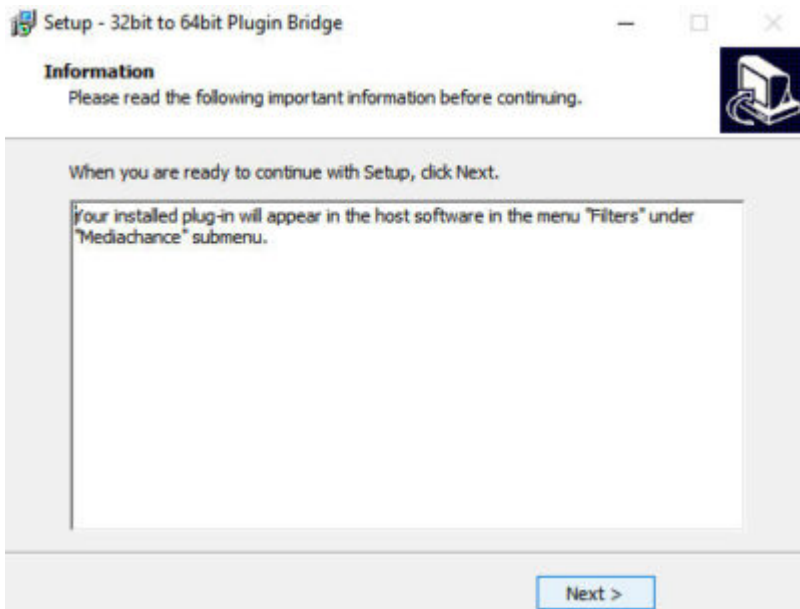 Setup - 32bit to 64bit Plugin Bridge
Information
Please read the following important information before continuing.
When you are ready to continue with Setup, click Next.
Your installed plug-in will appear in the host software in the menu "Filters" under
"Mediachance" submenu.
Next >